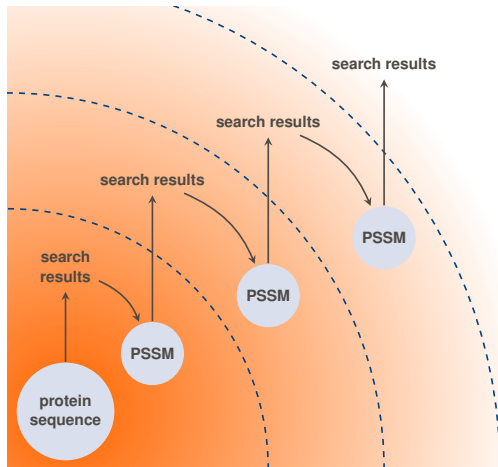 search results
search results
search results
PSSM
search
results
PSSM
PSSM
protein
sequence